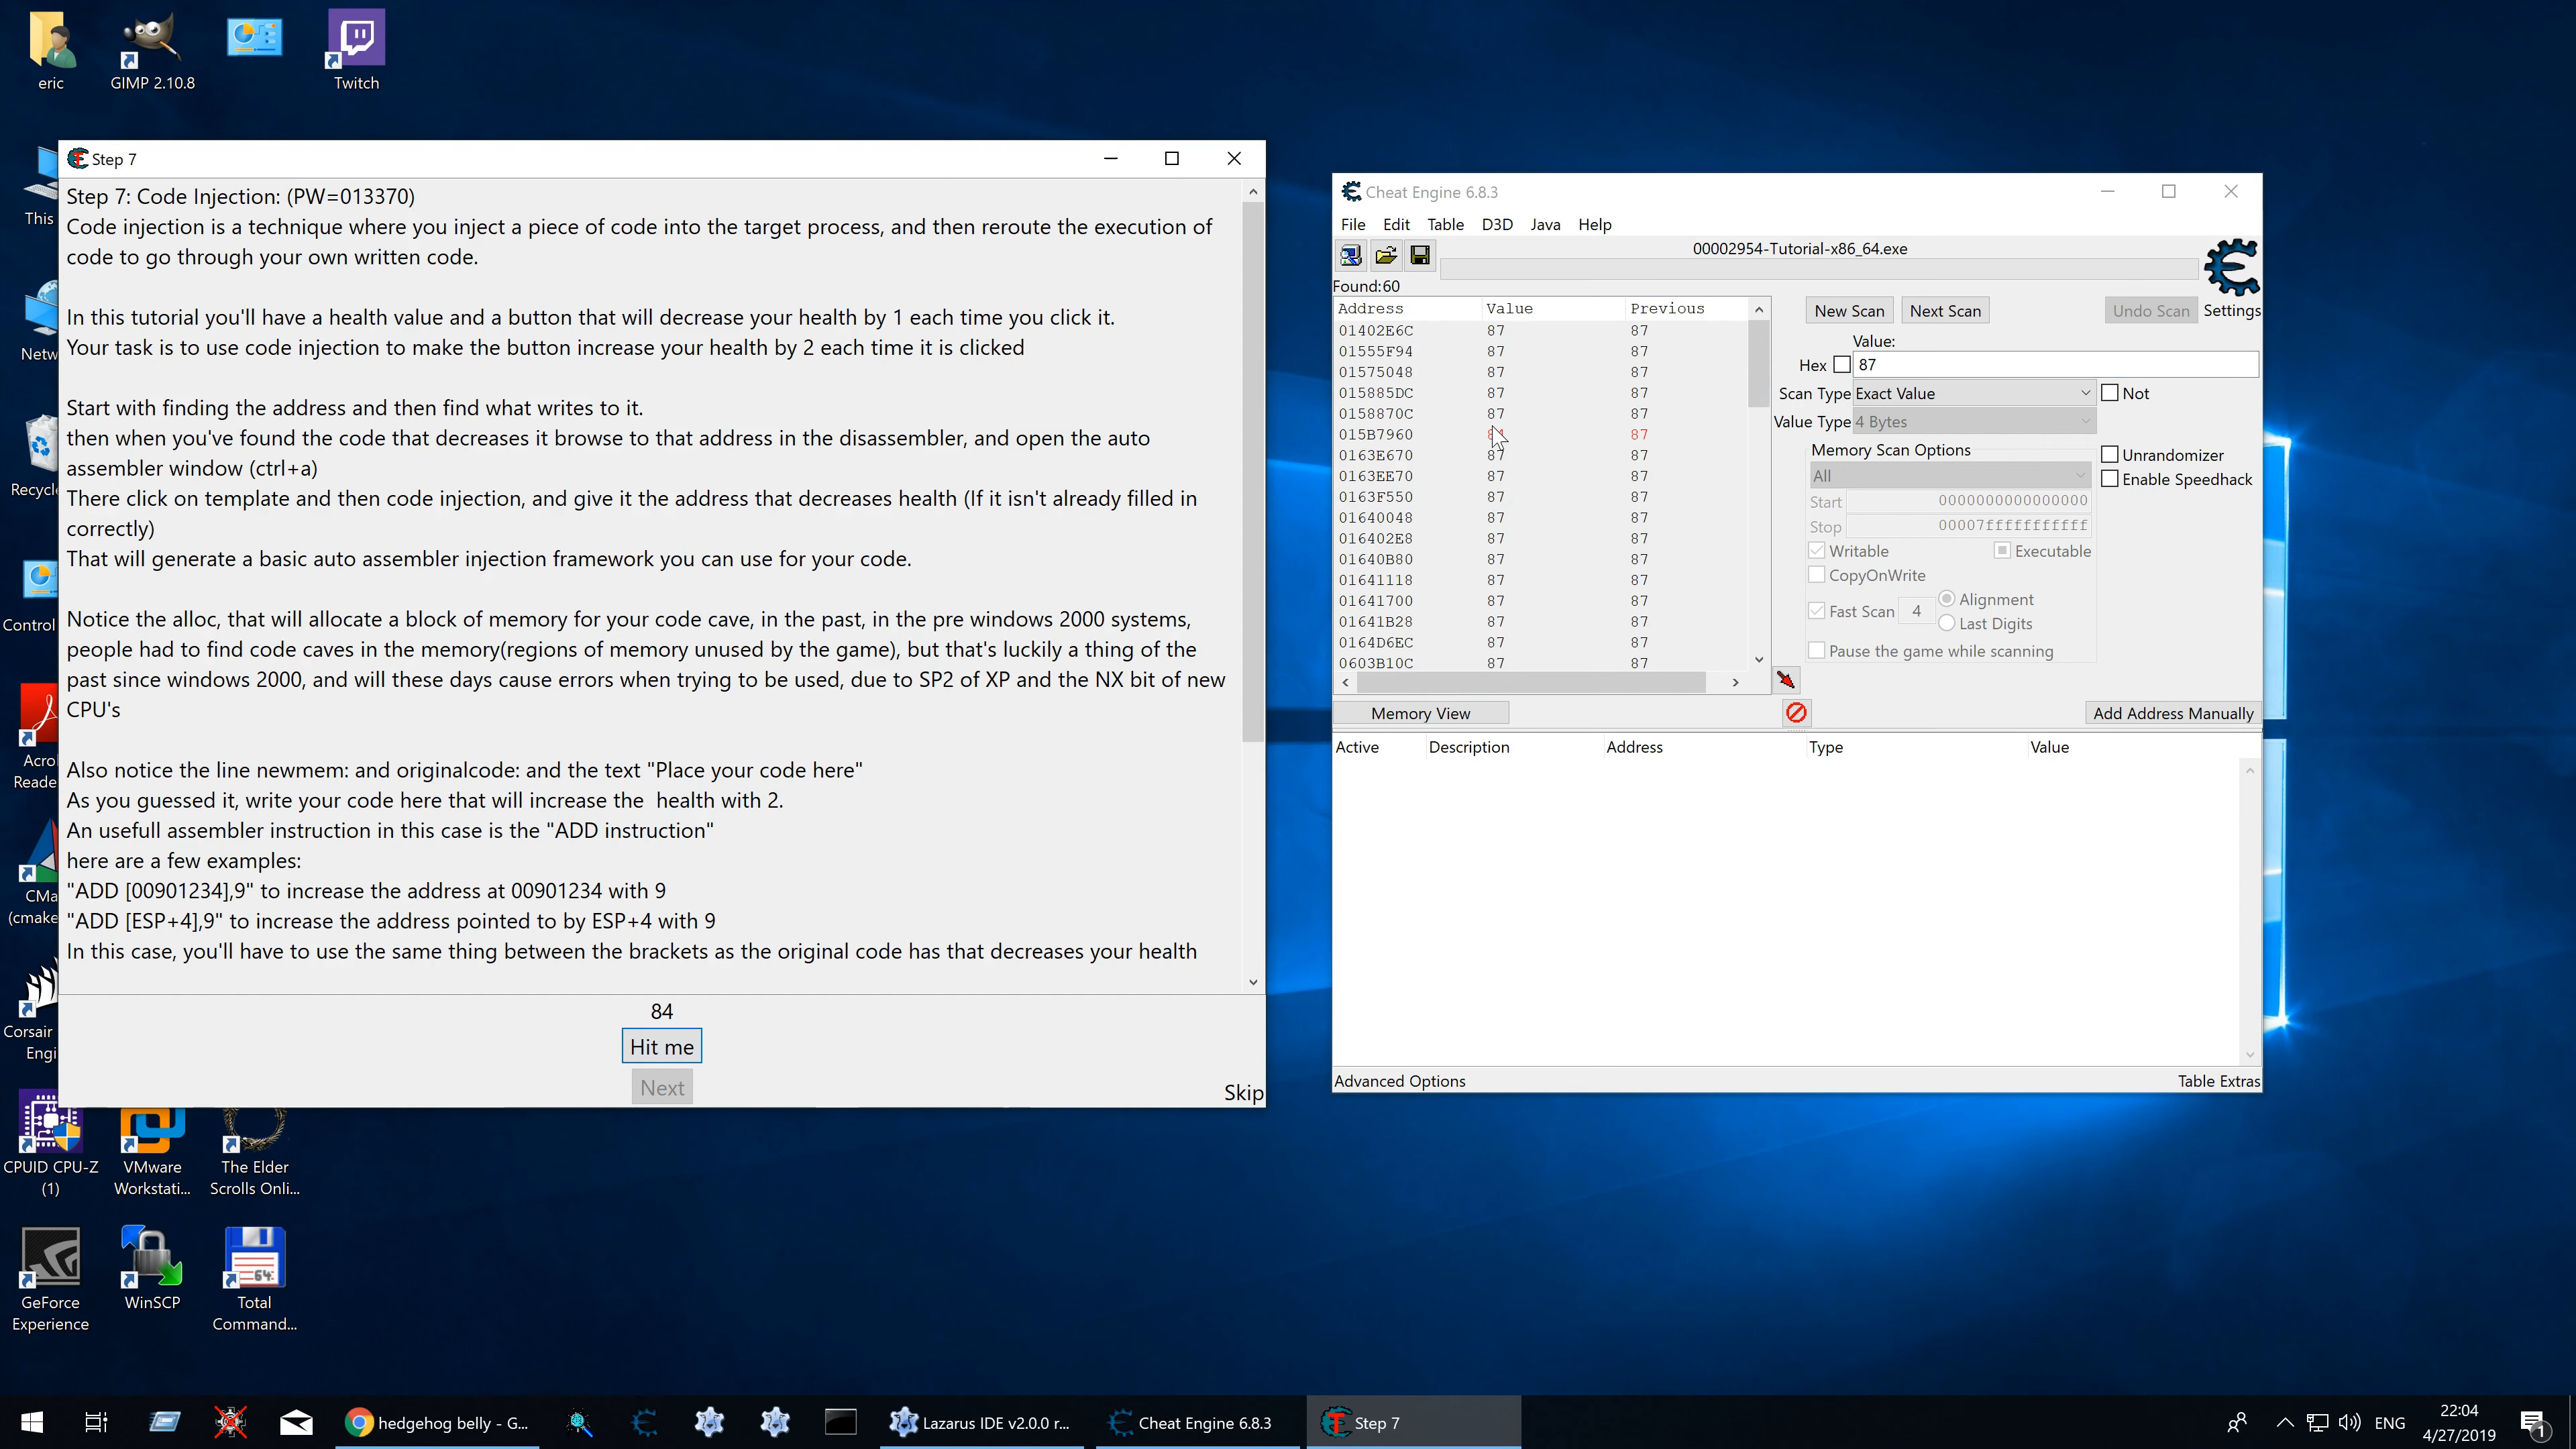 eric
GIMP 2.10.8
Twitch
This
Netw
Recycle
Control
Acro
Reade
CMa
(cmake
Corsair
Engi
CPUID CPU-Z
(1)
VMware
Workstati...
The Elder
Scrolls Onli...
GeForce
Experience
WinSCP
64
Total
Command...
Step 7
Step 7: Code Injection: (PW=013370)
Code injection is a technique where you inject a piece of code into the target process, and then reroute the execution of
code to go through your own written code.
In this tutorial you'll have a health value and a button that will decrease your health by 1 each time you click it.
Your task is to use code injection to make the button increase your health by 2 each time it is clicked
Start with finding the address and then find what writes to it.
then when you've found the code that decreases it browse to that address in the disassembler, and open the auto
assembler window (ctrl+a)
There click on template and then code injection, and give it the address that decreases health (If it isn't already filled in
correctly)
That will generate a basic auto assembler injection framework you can use for your code.
Notice the alloc, that will allocate a block of memory for your code cave, in the past, in the pre windows 2000 systems,
people had to find code caves in the memory(regions of memory unused by the game), but that's luckily a thing of the
past since windows 2000, and will these days cause errors when trying to be used, due to SP2 of XP and the NX bit of new
CPU's
Also notice the line newmem: and originalcode: and the text "Place your code here"
As you guessed it, write your code here that will increase the  health with 2.
An usefull assembler instruction in this case is the "ADD instruction"
here are a few examples:
"ADD [00901234],9" to increase the address at 00901234 with 9
"ADD [ESP+4],9" to increase the address pointed to by ESP+4 with 9
In this case, you'll have to use the same thing between the brackets as the original code has that decreases your health
84
Hit me
Next
Skip
Cheat Engine 6.8.3
File Edit Table D3D Java Help
00002954-Tutorial-x86_64.exe
Found:60
Settings
Address Value Previous
01402E6C 87 87
01555F94 87 87
01575048 87 87
015885DC 87 87
0158870C 87 87
015B7960 87
0163E670 87 87
0163EE70 87 87
0163F550 87 87
01640048 87 87
016402E8 87 87
01640B80 87 87
01641118 87 87
01641700 87 87
01641B28 87 87
0164D6EC 87 87
0603B10C 87 87
New Scan Next Scan Undo Scan
Value:
Hex 87
Scan Type Exact Value Not
Value Type 4 Bytes
Memory Scan Options
All
Unrandomizer
Enable Speedhack
Start 0000000000000000
Stop 00007fffffffffff
Writable Executable
CopyOnWrite
Fast Scan 4 Alignment
Last Digits
Pause the game while scanning
Memory View
Add Address Manually
Active Description Address Type Value
Advanced Options
Table Extras
hedgehog belly - G...
Lazarus IDE v2.0.0 r...
Cheat Engine 6.8.3
Step 7
ENG
22:04
4/27/2019
1